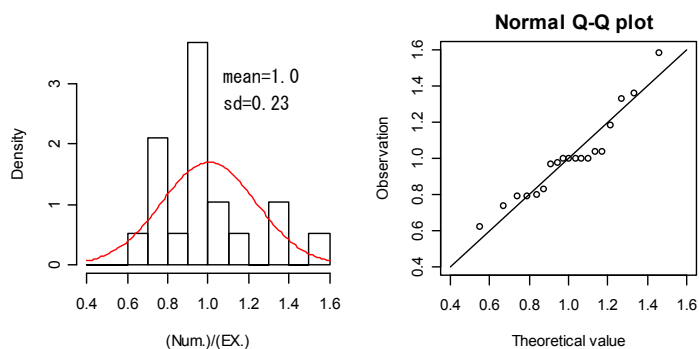 mean=1.0
sd=0.23
Density
0
1
2
3
0.4 0.6 0.8 1.0 1.2 1.4 1.6
(Num.)/(EX.)
Normal Q-Q plot
Observation
0.4 0.6 0.8 1.0 1.2 1.4 1.6
0.4 0.6 0.8 1.0 1.2 1.4 1.6
Theoretical value